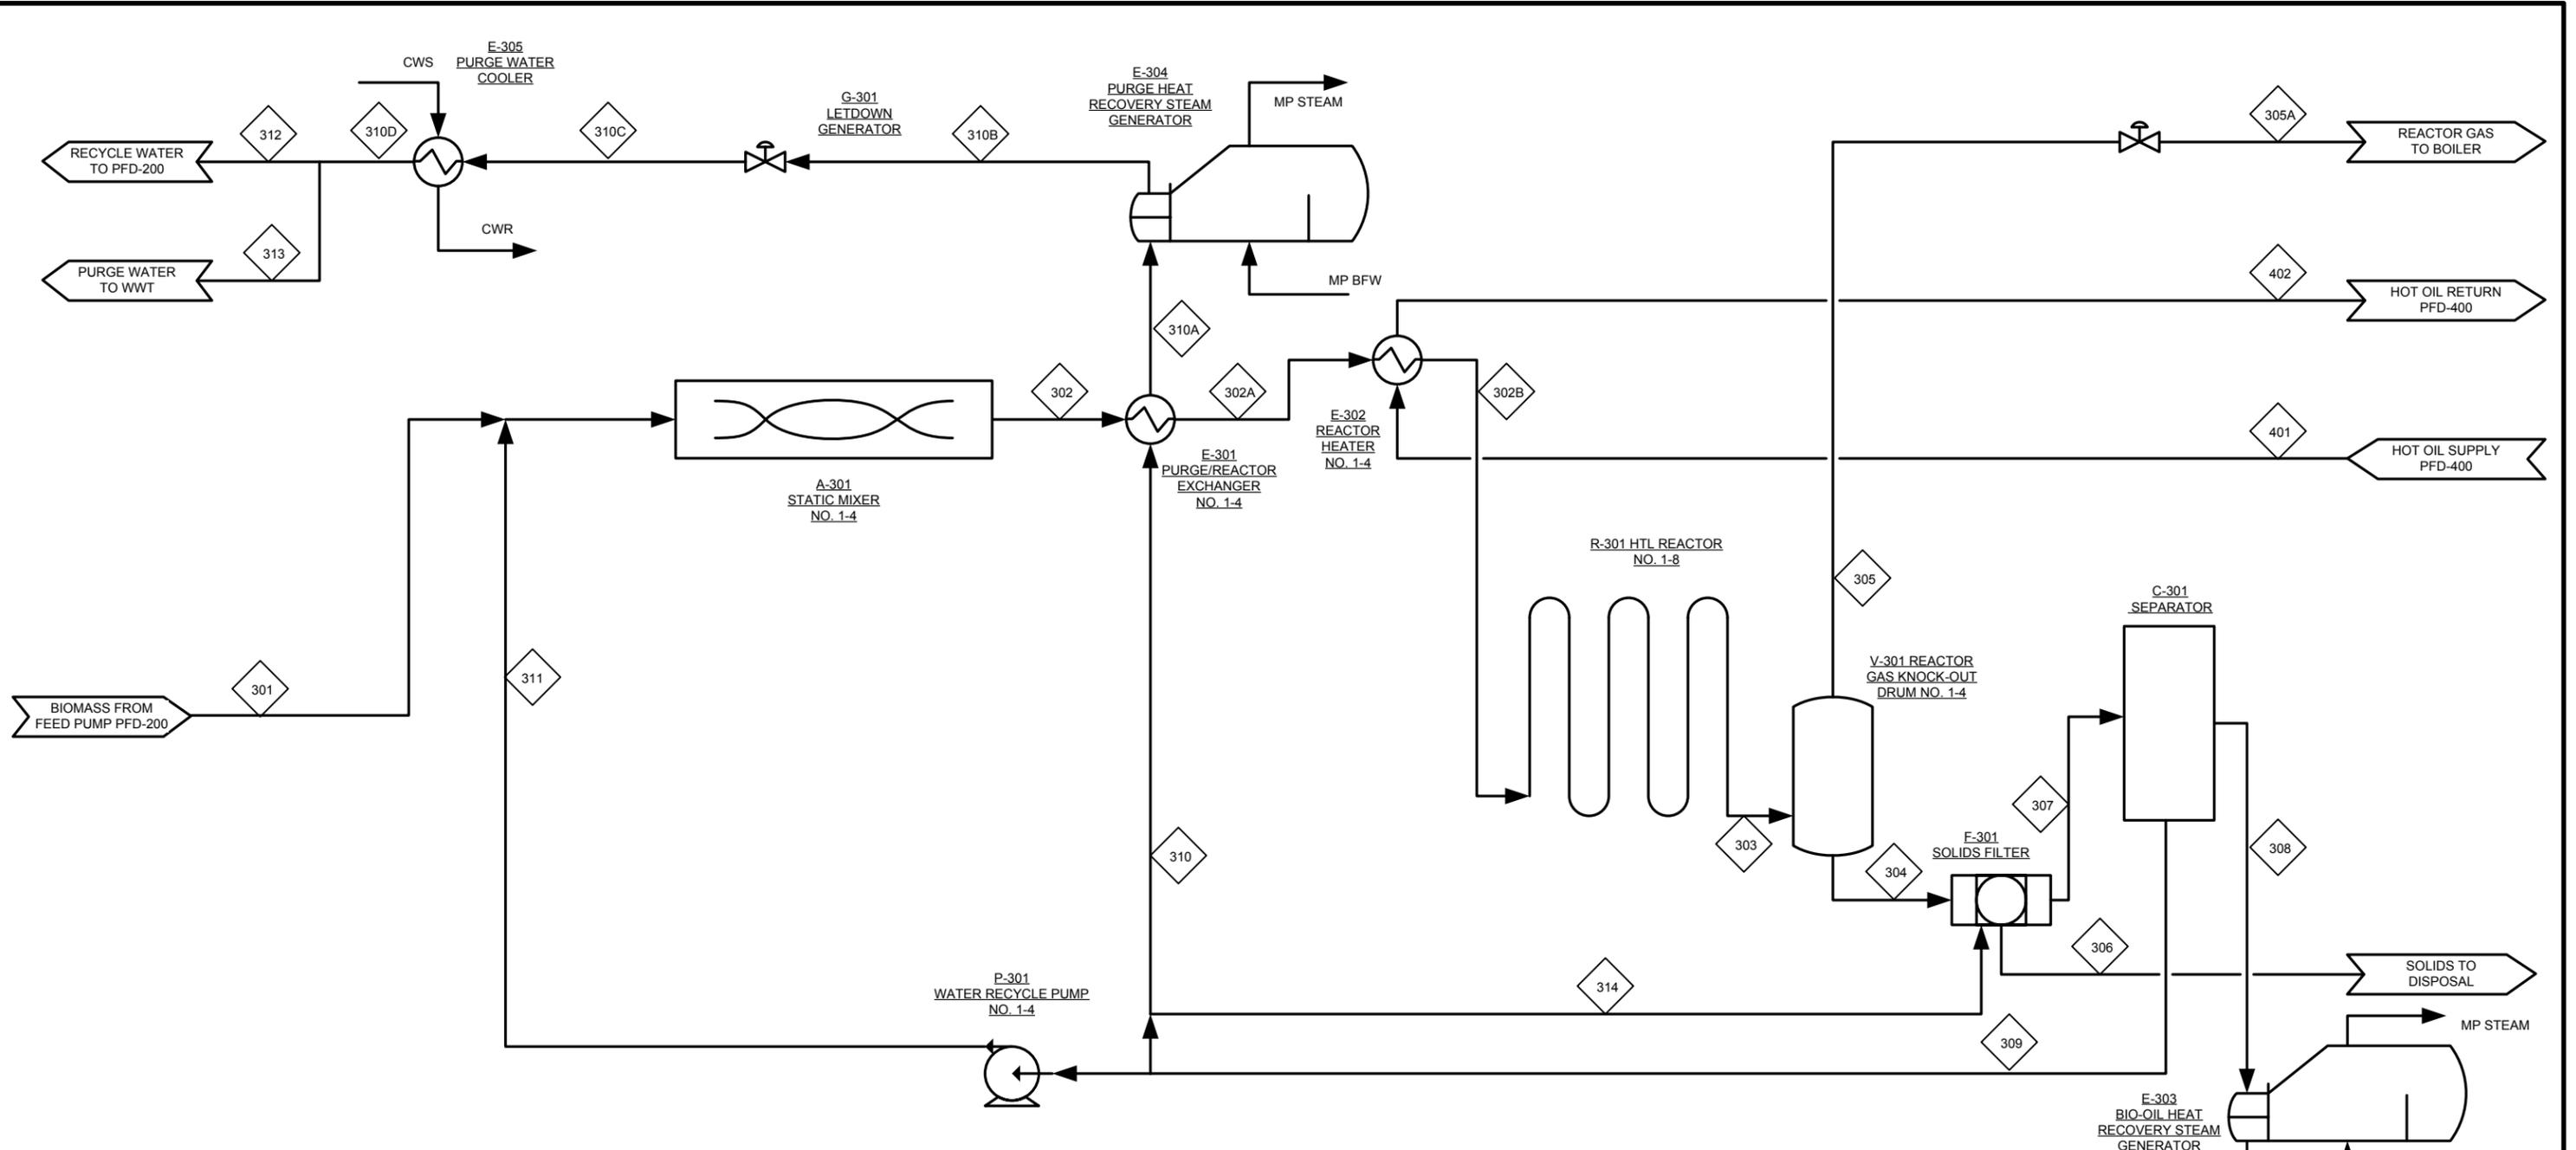 E-305
PURGE WATER
COOLER
CWS
E-304
PURGE HEAT
RECOVERY STEAM
GENERATOR
MP STEAM
G-301
LETDOWN
GENERATOR
312
310D
310C
310B
305A
RECYCLE WATER
TO PFD-200
REACTOR GAS
TO BOILER
CWR
313
PURGE WATER
TO WWT
MP BFW
402
HOT OIL RETURN
PFD-400
310A
302
302A
302B
E-302
REACTOR
HEATER
NO. 1-4
401
HOT OIL SUPPLY
PFD-400
E-301
PURGE/REACTOR
EXCHANGER
NO. 1-4
A-301
STATIC MIXER
NO. 1-4
R-301 HTL REACTOR
NO. 1-8
305
C-301
SEPARATOR
V-301 REACTOR
GAS KNOCK-OUT
DRUM NO. 1-4
301
311
BIOMASS FROM
FEED PUMP PFD-200
307
303
F-301
SOLIDS FILTER
308
310
304
306
SOLIDS TO
DISPOSAL
P-301
WATER RECYCLE PUMP
NO. 1-4
314
309
MP STEAM
E-303
BIO-OIL HEAT
RECOVERY STEAM
GENERATOR